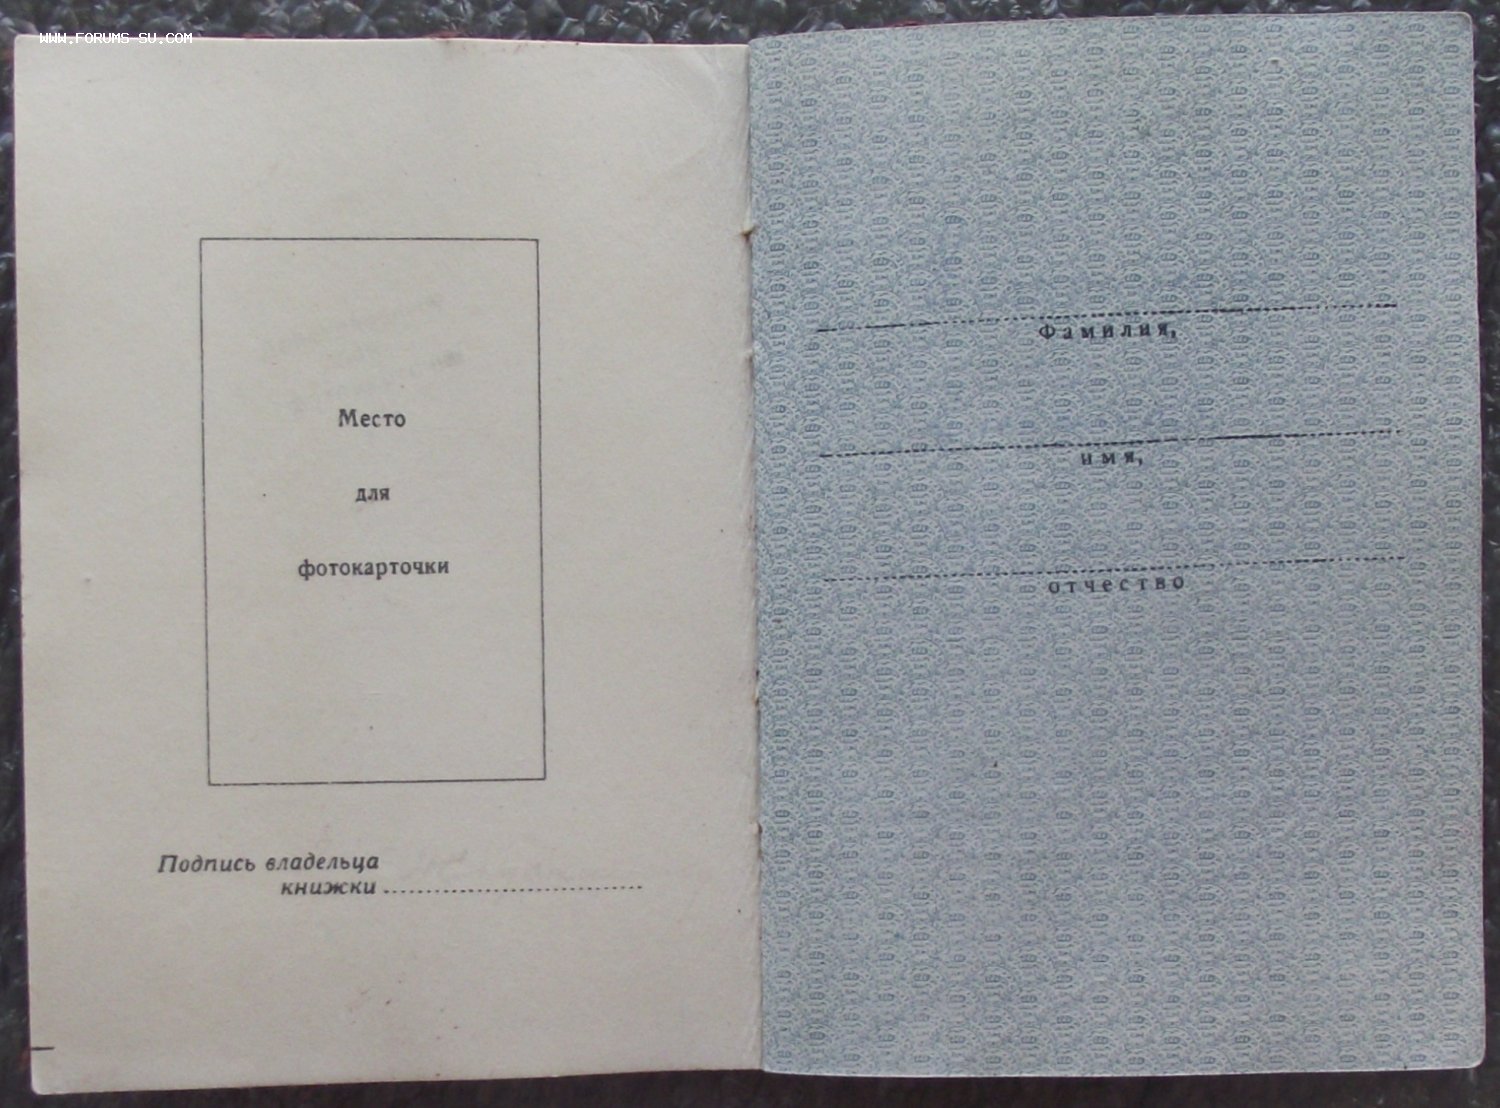 WWW.FORUMS-SU.COM
Место
для
фотокарточки
Подпись владельца
книжки
Фамилия,
имя,
отчество